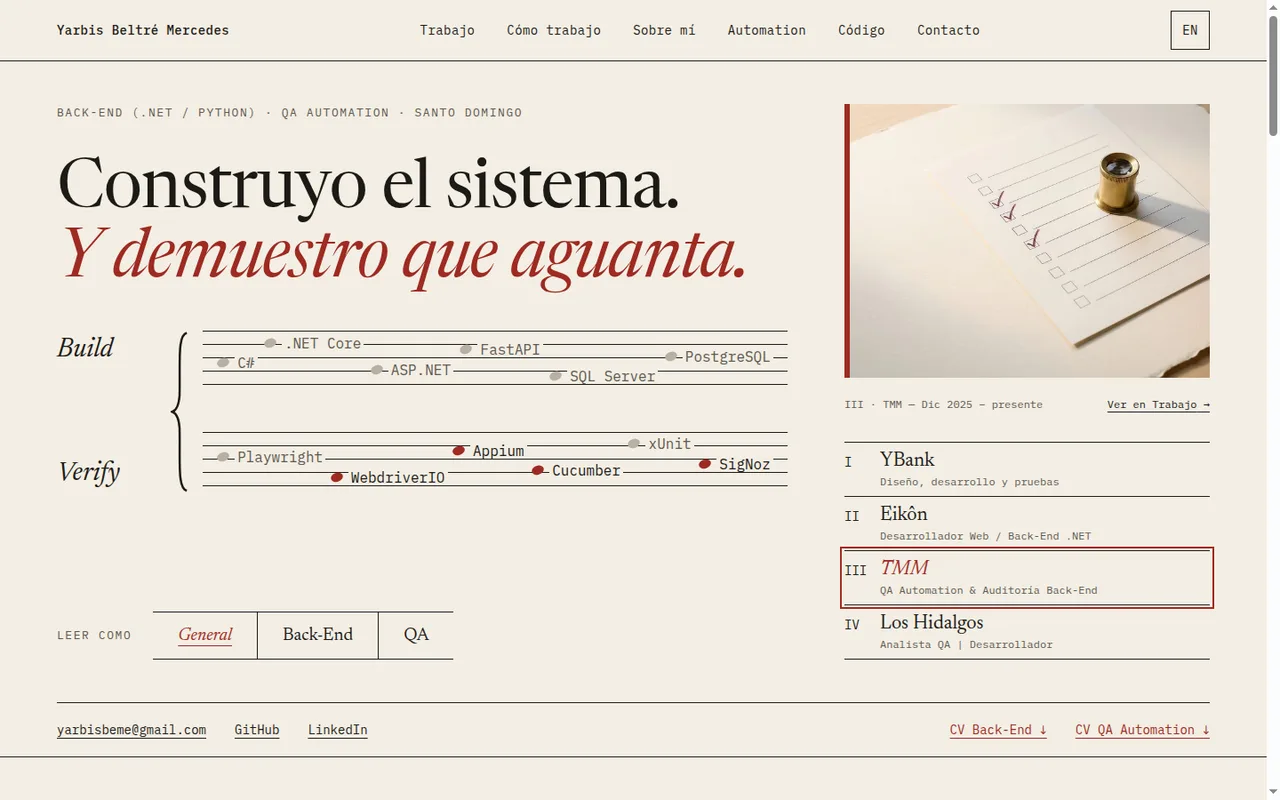 Yarbis Beltré Mercedes
Trabajo Cómo trabajo Sobre mí Automation Código Contacto
EN
BACK-END (.NET / PYTHON) · QA AUTOMATION · SANTO DOMINGO
Construyo el sistema.
Y demuestro que aguanta.
Build
.NET Core
FastAPI
PostgreSQL
C#
ASP.NET
SQL Server
Verify
xUnit
Appium
Playwright
SigNoz
Cucumber
WebdriverIO
LEER COMO
General
Back-End
QA
III · TMM — Dic 2025 – presente
Ver en Trabajo →
I YBank
Diseño, desarrollo y pruebas
II Eikôn
Desarrollador Web / Back-End .NET
III TMM
QA Automation & Auditoría Back-End
IV Los Hidalgos
Analista QA | Desarrollador
yarbisbeme@gmail.com GitHub LinkedIn
CV Back-End ↓ CV QA Automation ↓